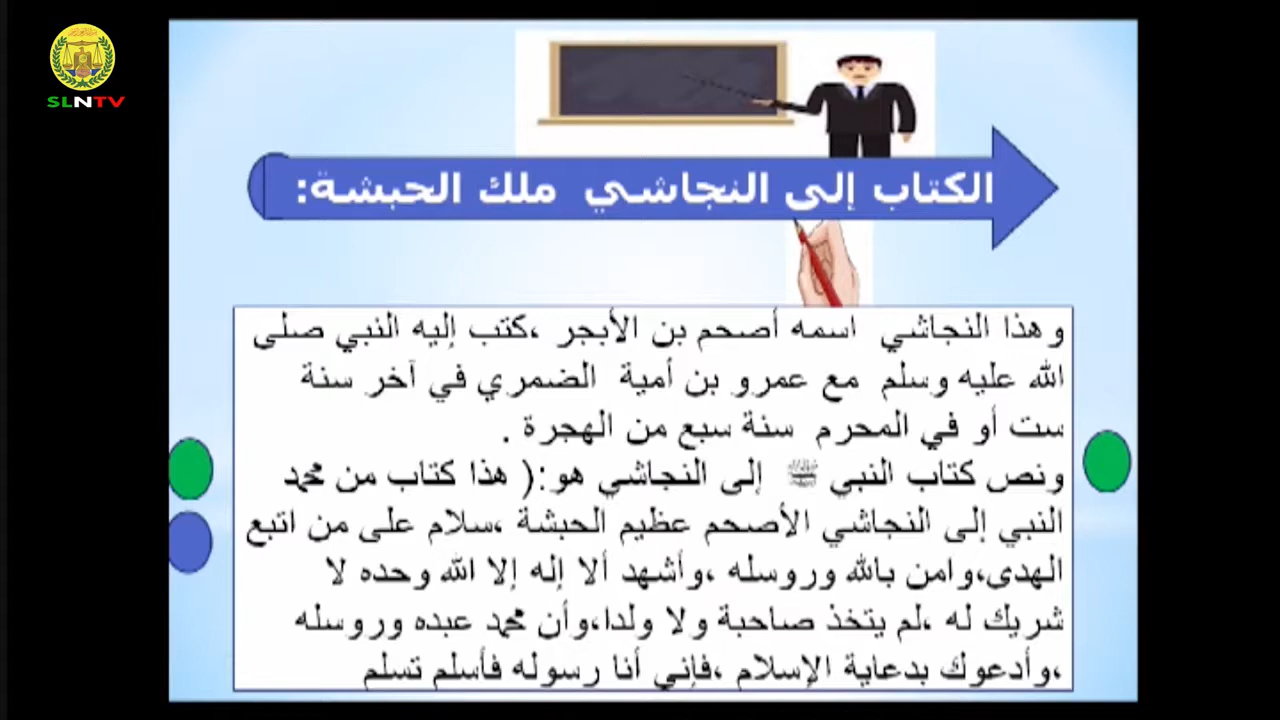 SLNTV
الكتاب إلى النجاشي ملك الحبشة:
وهذا النجاشي اسمه أصحم بن الأبجر ،كتب إليه النبي صلى
الله عليه وسلم مع عمرو بن أمية الضمري في آخر سنة
ست أو في المحرم سنة سبع من الهجرة .
ونص كتاب النبي ﷺ إلى النجاشي هو:( هذا كتاب من محمد
النبي إلى النجاشي الأصحم عظيم الحبشة ،سلام على من اتبع
الهدى،وامن بالله وروسله ،وأشهد ألا إله إلا الله وحده لا
شريك له ،لم يتخذ صاحبة ولا ولدا،وأن محمد عبده وروسله
،وأدعوك بدعاية الإسلام ،فإني أنا رسوله فأسلم تسلم